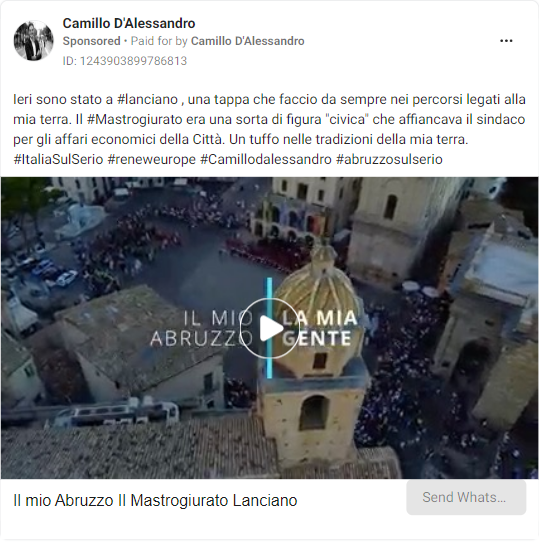 Camillo D'Alessandro
Sponsored • Paid for by Camillo D'Alessandro
ID: 1243903899786813
Ieri sono stato a #lanciano , una tappa che faccio da sempre nei percorsi legati alla
mia terra. Il #Mastrogiurato era una sorta di figura "civica" che affiancava il sindaco
per gli affari economici della Città. Un tuffo nelle tradizioni della mia terra.
#ItaliaSulSerio #reneweurope #Camillodalessandro #abruzzosulserio
IL MIO LA MIA
ABRUZZO GENTE
Il mio Abruzzo Il Mastrogiurato Lanciano
Send Whats...